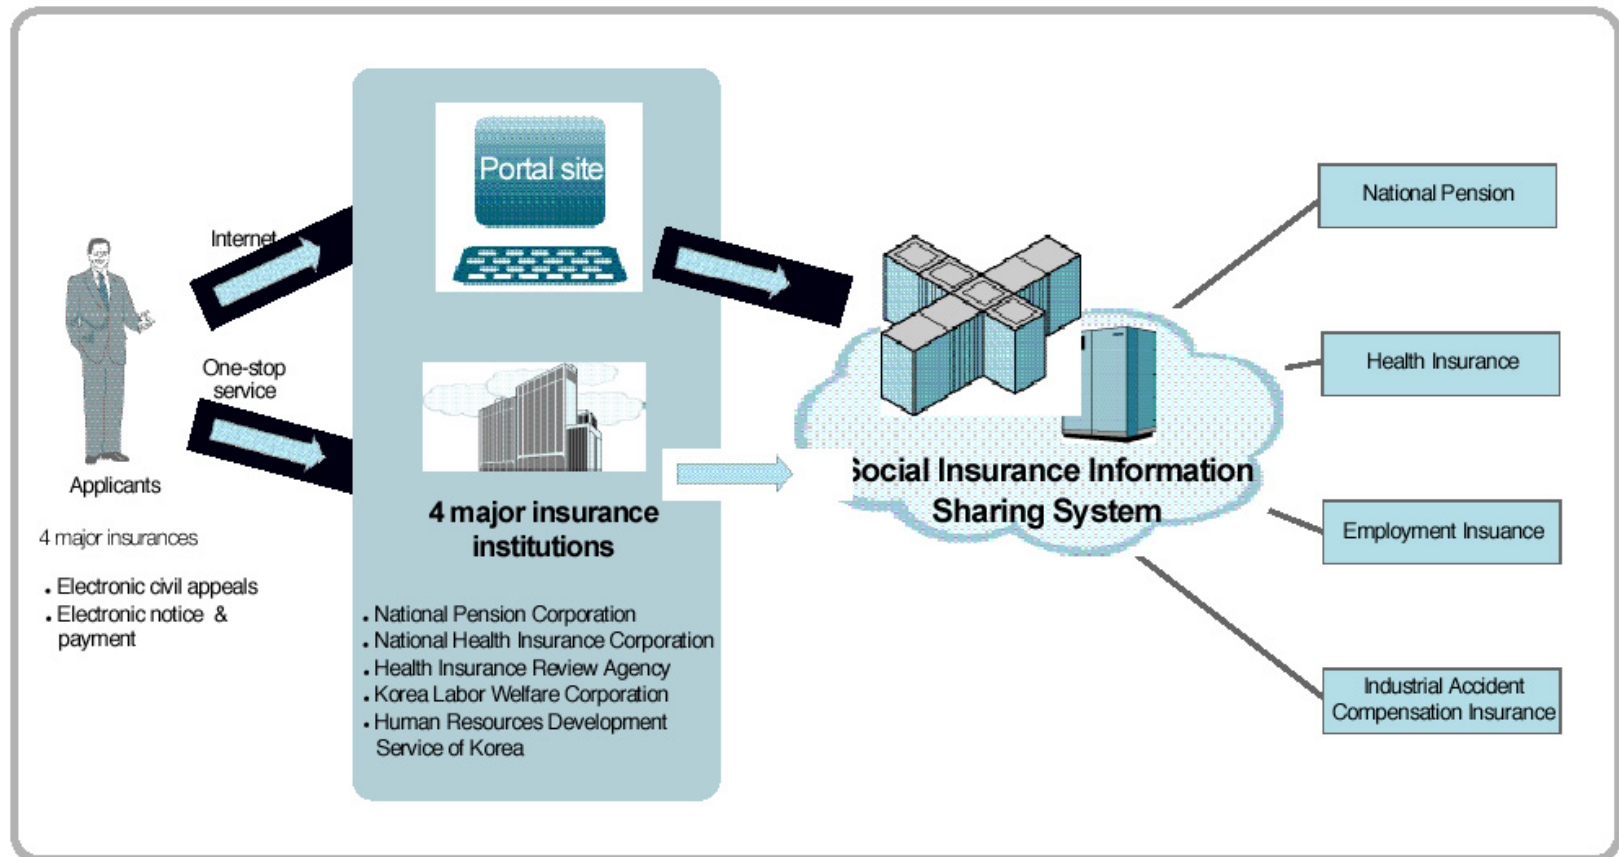 Internet
One-stop
service
Applicants
4 major insurances
. Electronic civil appeals
. Electronic notice & 
payment
Portal site
4 major insurance
institutions
. National Pension Corporation
. National Health Insurance Corporation
. Health Insurance Review Agency
. Korea Labor Welfare Corporation
. Human Resources Development
Service of Korea
Social Insurance Information
Sharing System
National Pension
Health Insurance
Employment Insuance
Industrial Accident
Compensation Insurance